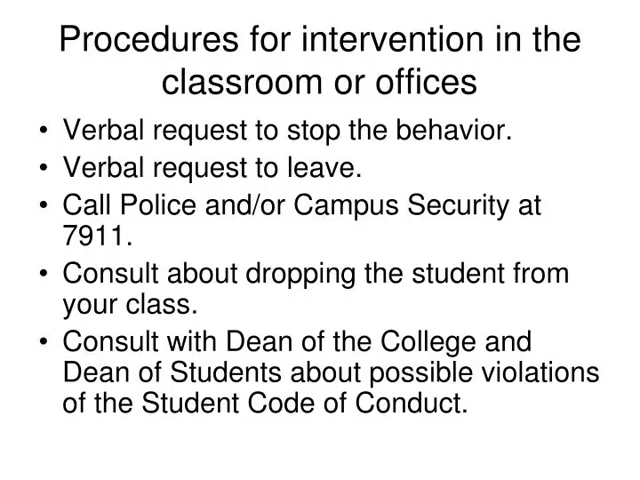 Procedures for intervention in the
classroom or offices
• Verbal request to stop the behavior.
• Verbal request to leave.
• Call Police and/or Campus Security at
7911.
• Consult about dropping the student from
your class.
• Consult with Dean of the College and
Dean of Students about possible violations
of the Student Code of Conduct.